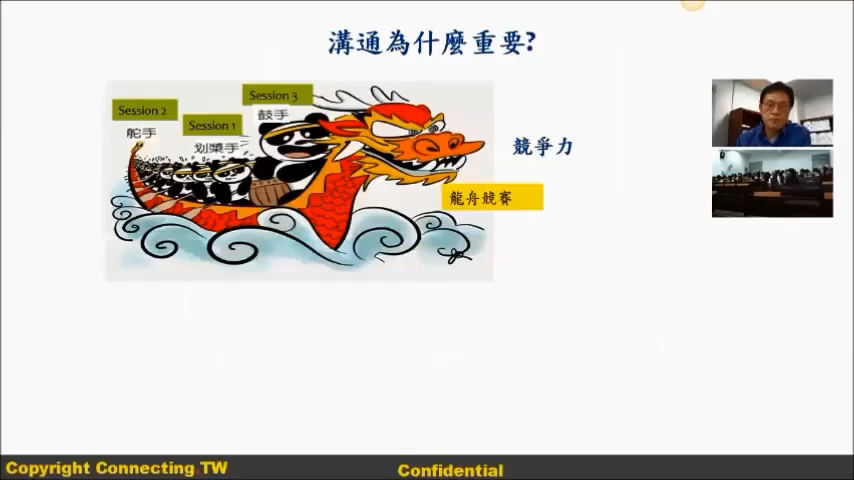 溝通為什麼重要?
Session 3
Session 2
鼓手
Session 1
舵手
划槳手
競爭力
龍舟競賽
Copyright Connecting.TW
Confidential